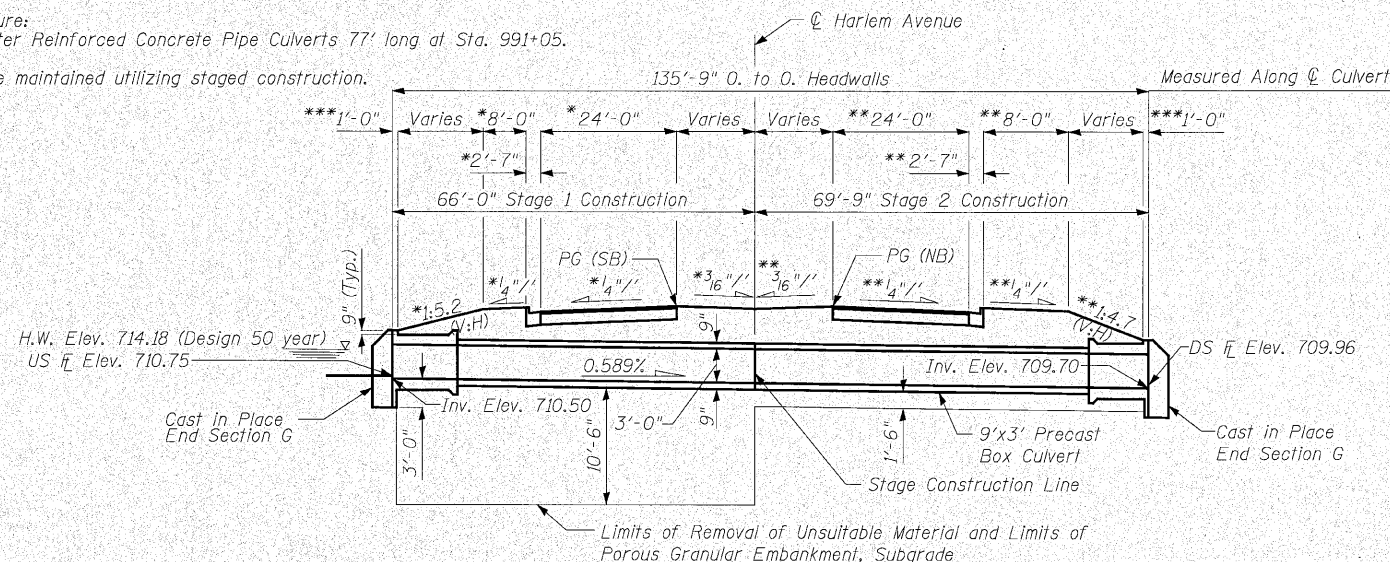 ure:
ter Reinforced Concrete Pipe Culverts 77' long at Sta. 991+05.
e maintained utilizing staged construction.
℄ Harlem Avenue
135'-9" O. to O. Headwalls
Measured Along ℄ Culvert
***1'-0"
Varies
*8'-0"
*24'-0"
Varies
Varies
**24'-0"
**8'-0"
Varies
***1'-0"
*2'-7"
**2'-7"
66'-0" Stage 1 Construction
69'-9" Stage 2 Construction
PG (SB)
PG (NB)
9" (Typ.)
*1:5.2
(V:H)
*1/4"/'
*1/4"/'
*3/16"/'
**3/16"/'
**1/4"/'
**1/4"/'
**1:4.7
(V:H)
H.W. Elev. 714.18 (Design 50 year)
US FL Elev. 710.75
DS FL Elev. 709.96
9"
0.589%
Inv. Elev. 709.70
Inv. Elev. 710.50
Cast in Place
End Section G
3'-0"
10'-6"
3'-0"
9"
1'-6"
9'x3' Precast
Box Culvert
Cast in Place
End Section G
Stage Construction Line
Limits of Removal of Unsuitable Material and Limits of
Porous Granular Embankment, Subgrade